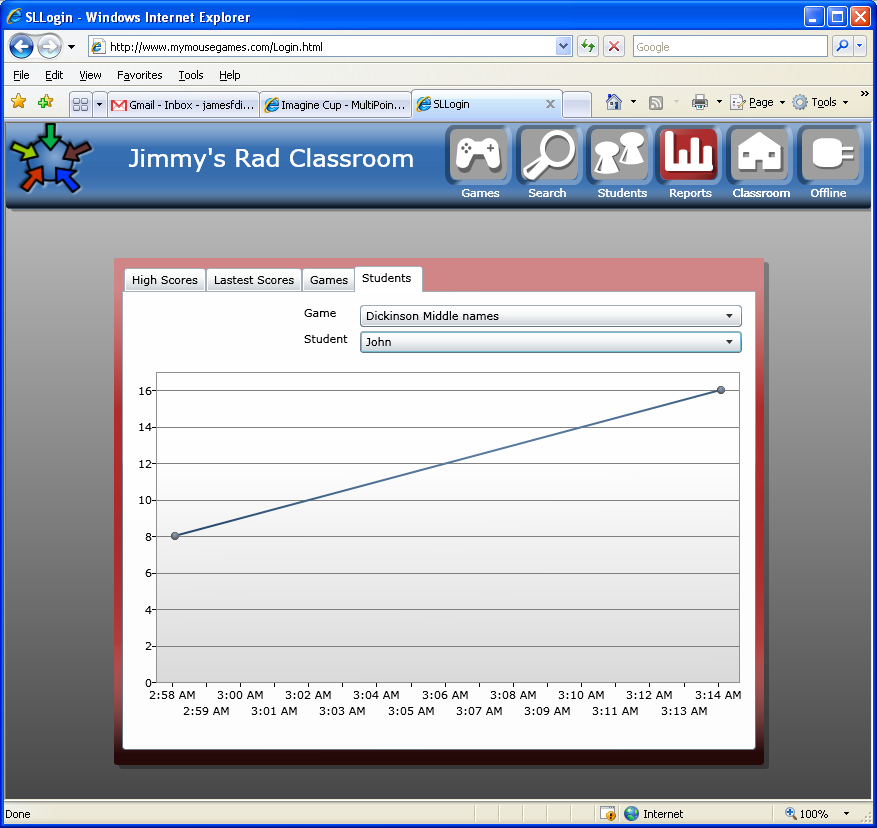 SLLogin - Windows Internet Explorer
http://www.mymousegames.com/Login.html
Google
File Edit View Favorites Tools Help
Gmail - Inbox - jamesfdi... Imagine Cup - MultiPoin... SLLogin Page Tools
Jimmy's Rad Classroom
Games Search Students Reports Classroom Offline
High Scores Lastest Scores Games Students
Game Dickinson Middle names
Student John
16
14
12
10
8
6
4
2
0
2:58 AM 3:00 AM 3:02 AM 3:04 AM 3:06 AM 3:08 AM 3:10 AM 3:12 AM 3:14 AM
2:59 AM 3:01 AM 3:03 AM 3:05 AM 3:07 AM 3:09 AM 3:11 AM 3:13 AM
Done Internet 100%